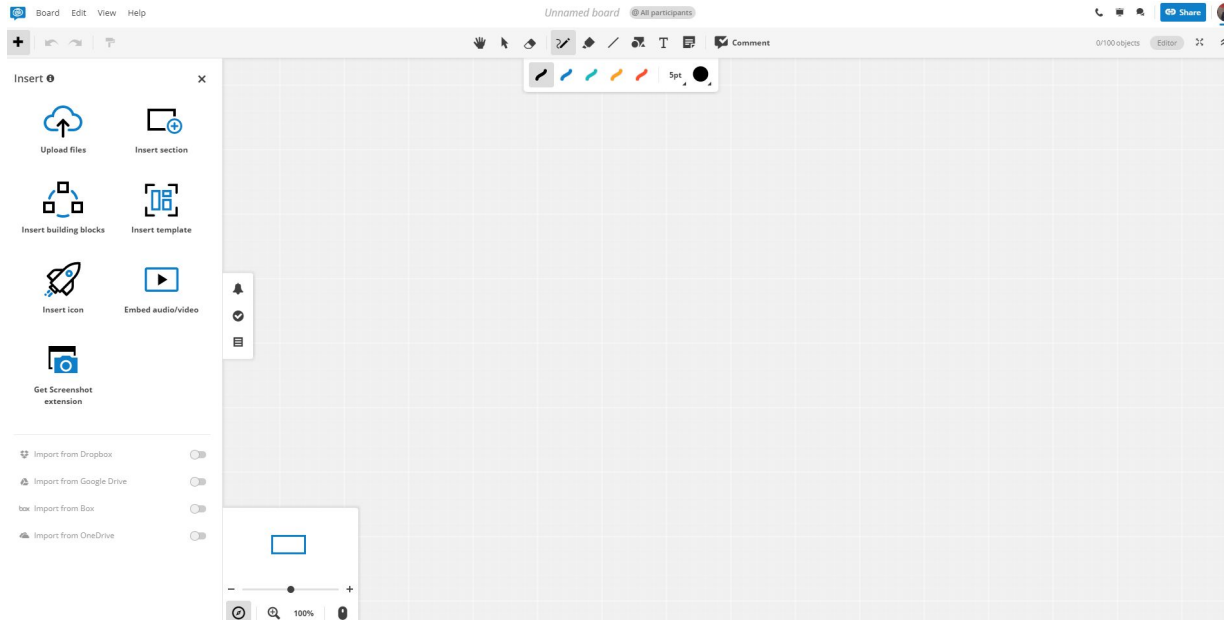 Board Edit View Help
Unnamed board @ All participants
Share
Comment
0/100 objects Editor
5pt
Insert
Upload files
Insert section
Insert building blocks
Insert template
Insert icon
Embed audio/video
Get Screenshot
extension
Import from Dropbox
Import from Google Drive
box Import from Box
Import from OneDrive
100%